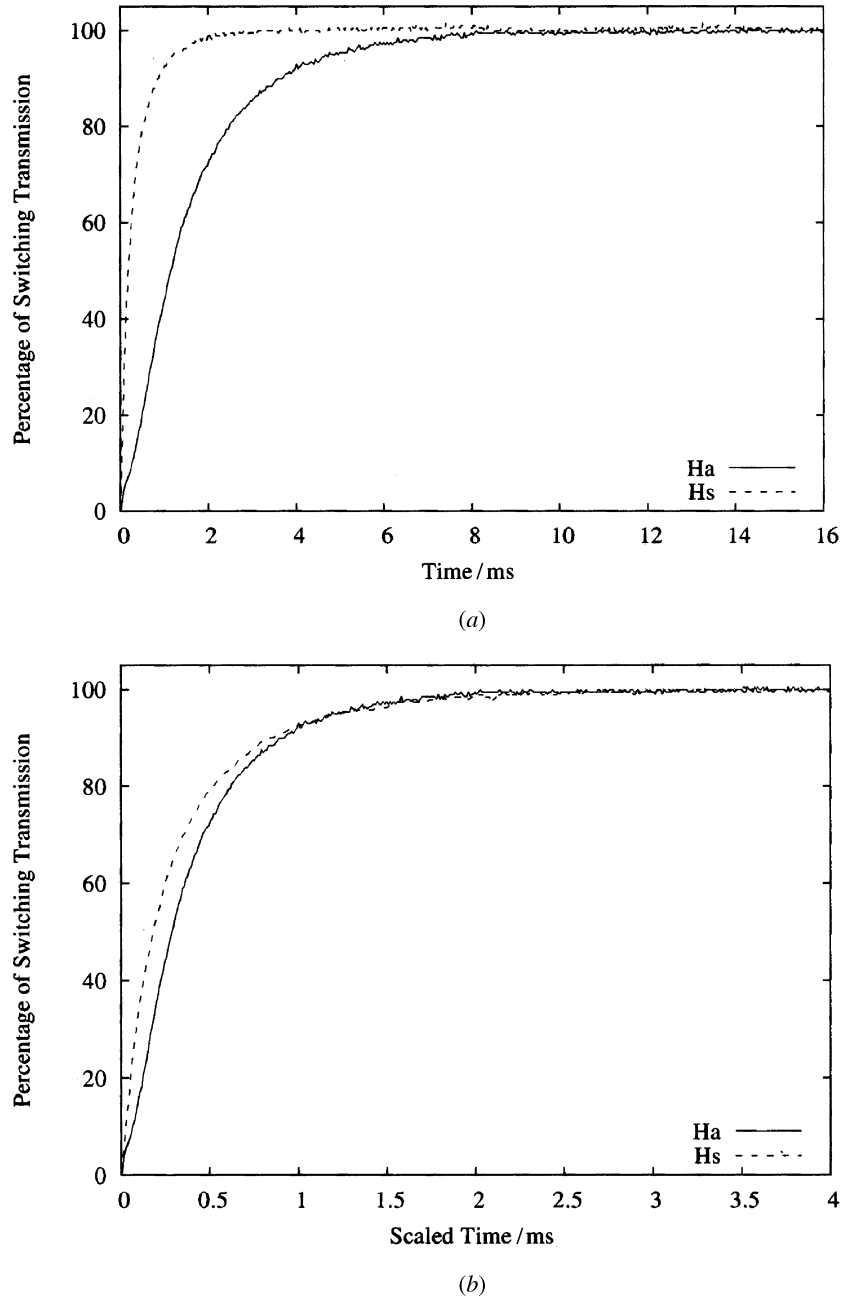 Percentage of Switching Transmission
100
80
60
40
20
0
Ha
Hs
0 2 4 6 8 10 12 14 16
Time / ms
(a)
Percentage of Switching Transmission
100
80
60
40
20
0
Ha
Hs
0 0.5 1 1.5 2 2.5 3 3.5 4
Scaled Time / ms
(b)